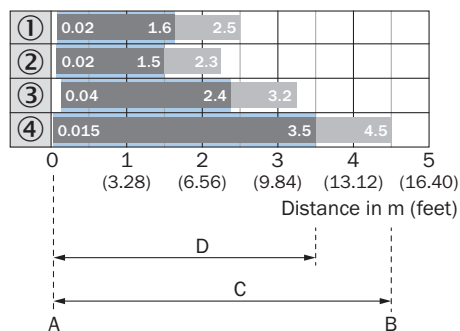 ① 0.02 1.6 2.5
② 0.02 1.5 2.3
③ 0.04 2.4 3.2
④ 0.015 3.5 4.5
0 1 2 3 4 5
(3.28) (6.56) (9.84) (13.12) (16.40)
Distance in m (feet)
D
C
A B